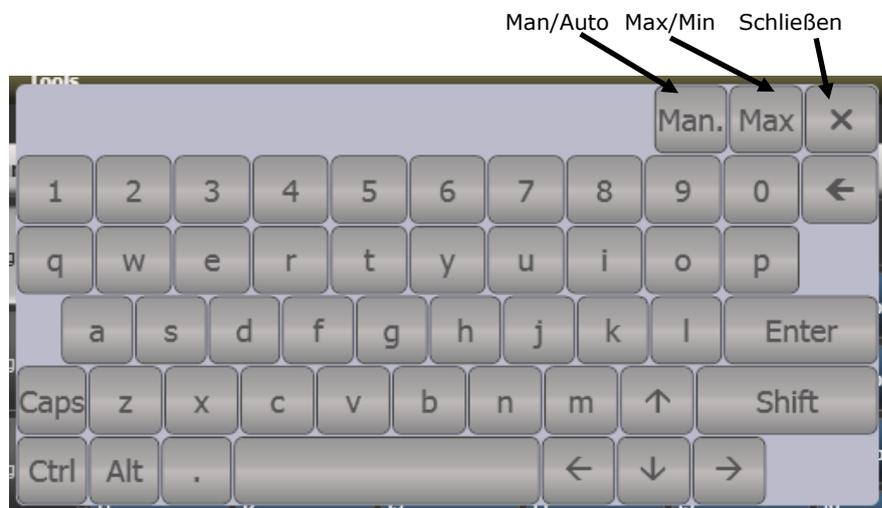 Man/Auto Max/Min Schließen
Tools
Man. Max ×
1 2 3 4 5 6 7 8 9 0 ←
q w e r t y u i o p
a s d f g h j k l Enter
Caps z x c v b n m ↑ Shift
Ctrl Alt . ← ↓ →